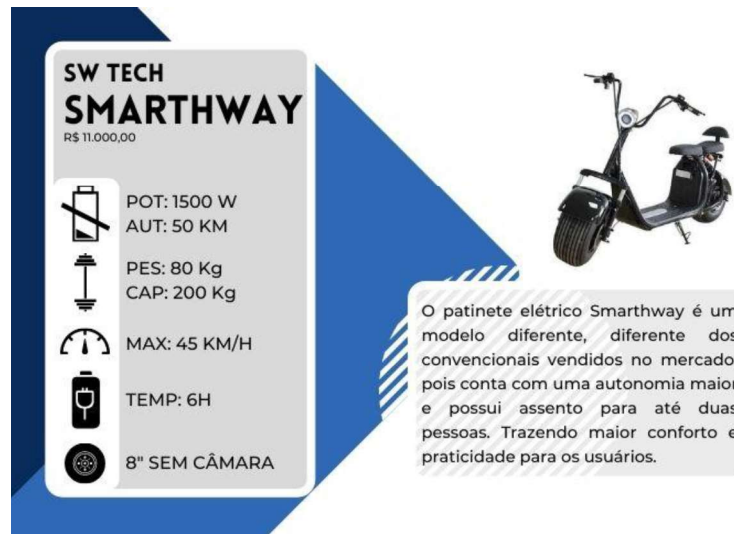 SW TECH
SMARTHWAY
R$ 11.000,00
POT: 1500 W
AUT: 50 KM
PES: 80 Kg
CAP: 200 Kg
MAX: 45 KM/H
TEMP: 6H
8" SEM CÂMARA
O patinete elétrico Smarthway é um
modelo diferente, diferente dos
convencionais vendidos no mercado
pois conta com uma autonomia maior
e possui assento para até duas
pessoas. Trazendo maior conforto e
praticidade para os usuários.